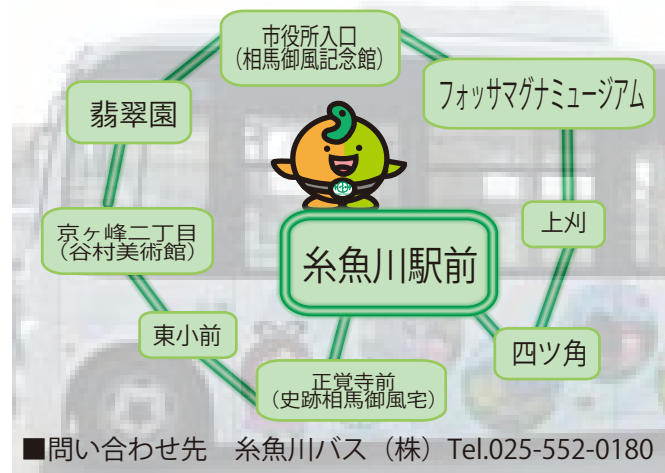 市役所入口
（相馬御風記念館）
フォッサマグナミュージアム
翡翠園
上刈
京ヶ峰二丁目
（谷村美術館）
糸魚川駅前
東小前
四ツ角
正覚寺前
（史跡相馬御風宅）
■問い合わせ先　糸魚川バス（株）Tel.025-552-0180